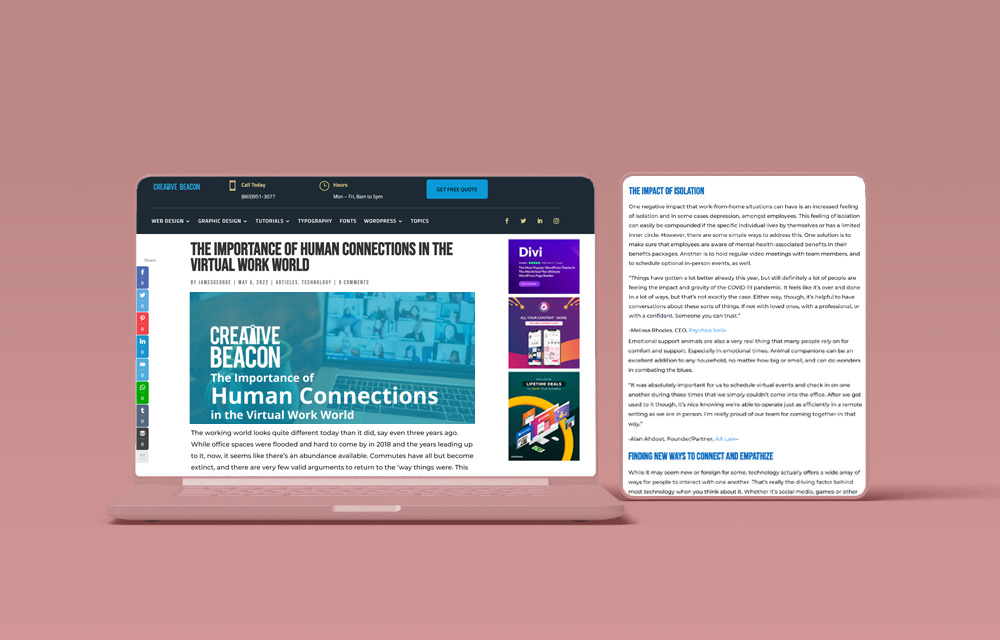 CREATIVE BEACON
Call Today
(865)951-3077
Hours
Mon – Fri, 8am to 5pm
GET FREE QUOTE
WEB DESIGN
GRAPHIC DESIGN
TUTORIALS
TYPOGRAPHY
FONTS
WORDPRESS
TOPICS
Share
0
0
0
0
0
0
0
0
THE IMPORTANCE OF HUMAN CONNECTIONS IN THE
VIRTUAL WORK WORLD
BY JAMESGEORGE | MAY 5, 2022 | ARTICLES, TECHNOLOGY | 0 COMMENTS
CREATIVE
BEACON
The Importance of
Human Connections
in the Virtual Work World
The working world looks quite different today than it did, say even three years ago.
While office spaces were flooded and hard to come by in 2018 and the years leading up
to it, now, it seems like there's an abundance available. Commutes have all but become
extinct, and there are very few valid arguments to return to the 'way things were. This
Divi
The Most Popular WordPress Theme In
The World And The Ultimate
WordPress Page Builder
ALL YOUR CONTENT - DONE
LIFETIME DEALS
THE IMPACT OF ISOLATION
One negative impact that work-from-home situations can have is an increased feeling
of isolation and in some cases depression, amongst employees. This feeling of isolation
can easily be compounded if the specific individual lives by themselves or has a limited
inner circle. However, there are some simple ways to address this. One solution is to
make sure that employees are aware of mental-health-associated benefits in their
benefits packages. Another is to hold regular video meetings with team members, and
to schedule optional in-person events, as well.
"Things have gotten a lot better already this year, but still definitely a lot of people are
feeling the impact and gravity of the COVID-19 pandemic. It feels like it's over and done
in a lot of ways, but that's not exactly the case. Either way, though, it's helpful to have
conversations about these sorts of things. If not with loved ones, with a professional, or
with a confidant. Someone you can trust."
-Melissa Rhodes, CEO, Psychics 1on1–
Emotional support animals are also a very real thing that many people rely on for
comfort and support. Especially in emotional times. Animal companions can be an
excellent addition to any household, no matter how big or small, and can do wonders
in combating the blues.
"It was absolutely important for us to schedule virtual events and check in on one
another during those times that we simply couldn't come into the office. After we got
used to it though, it's nice knowing we're able to operate just as efficiently in a remote
setting as we are in person. I'm really proud of our team for coming together in that
way."
-Alan Ahdoot, Founder/Partner, AA Law–
FINDING NEW WAYS TO CONNECT AND EMPATHIZE
While it may seem new or foreign for some, technology actually offers a wide array of
ways for people to interact with one another. That's really the driving factor behind
most technology when you think about it. Whether it's social media, games or other